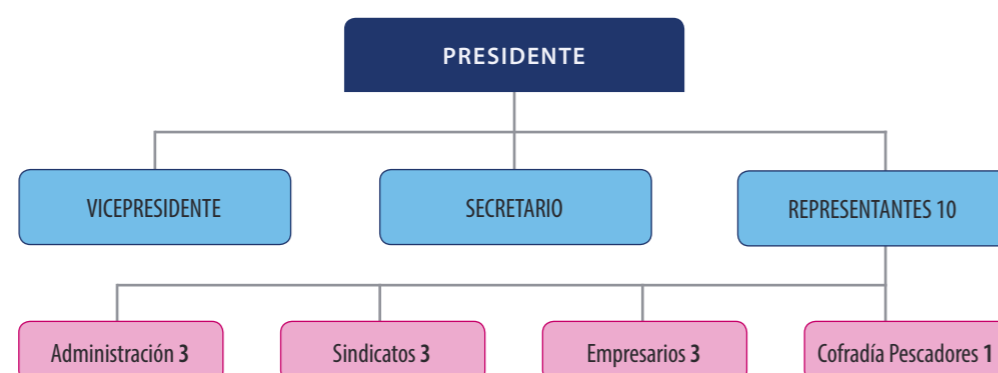 PRESIDENTE
VICEPRESIDENTE
SECRETARIO
REPRESENTANTES 10
Administración 3
Sindicatos 3
Empresarios 3
Cofradía Pescadores 1